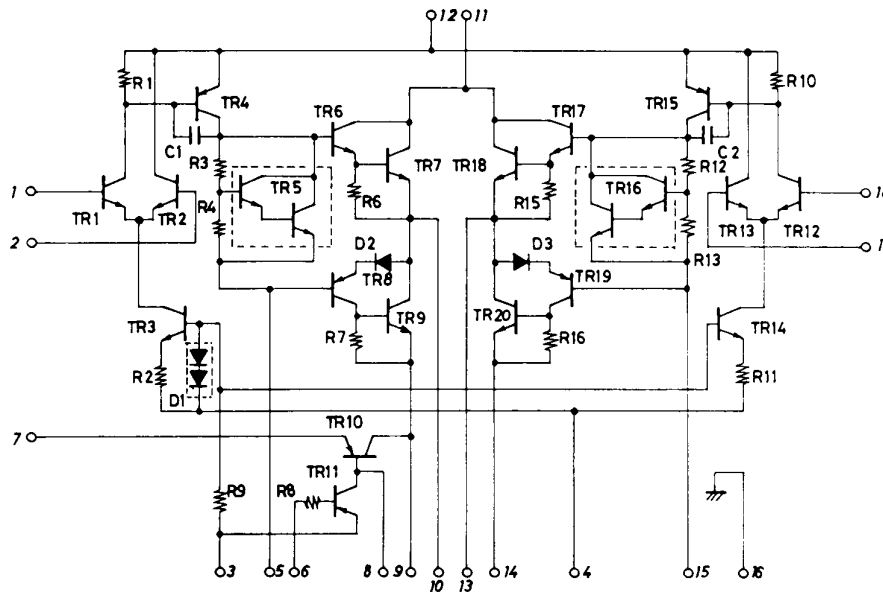 12 11
R1
TR4
TR6
TR17
TR15
R10
C1
R3
TR5
TR7
TR18
TR16
R12
C2
1
TR1
TR2
R4
R6
R15
TR13
TR12
2
D2
D3
R13
TR8
TR19
TR3
R7
TR9
TR20
R16
TR14
R2
D1
R11
7
TR10
TR11
R9
R8
3 5 6 8 9 10 13 14 4 15 16